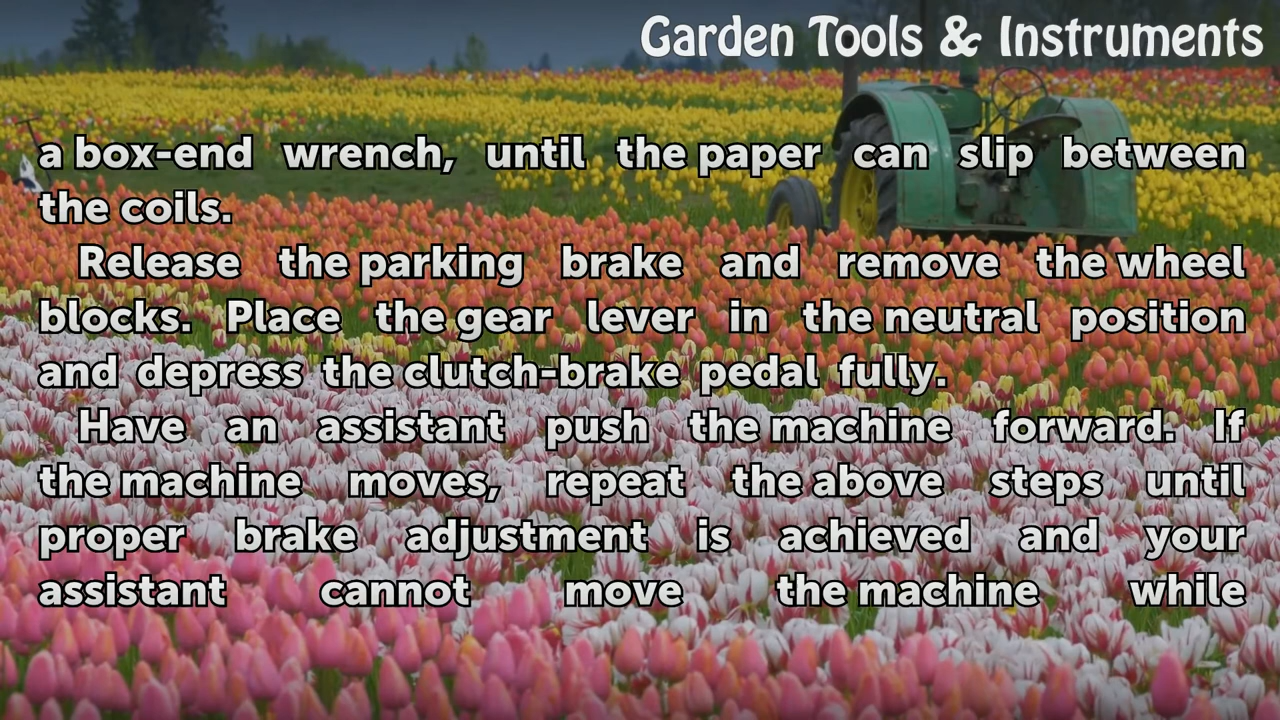 Garden Tools & Instruments
a box-end wrench, until the paper can slip between
the coils.
Release the parking brake and remove the wheel
blocks. Place the gear lever in the neutral position
and depress the clutch-brake pedal fully.
Have an assistant push the machine forward. If
the machine moves, repeat the above steps until
proper brake adjustment is achieved and your
assistant cannot move the machine while